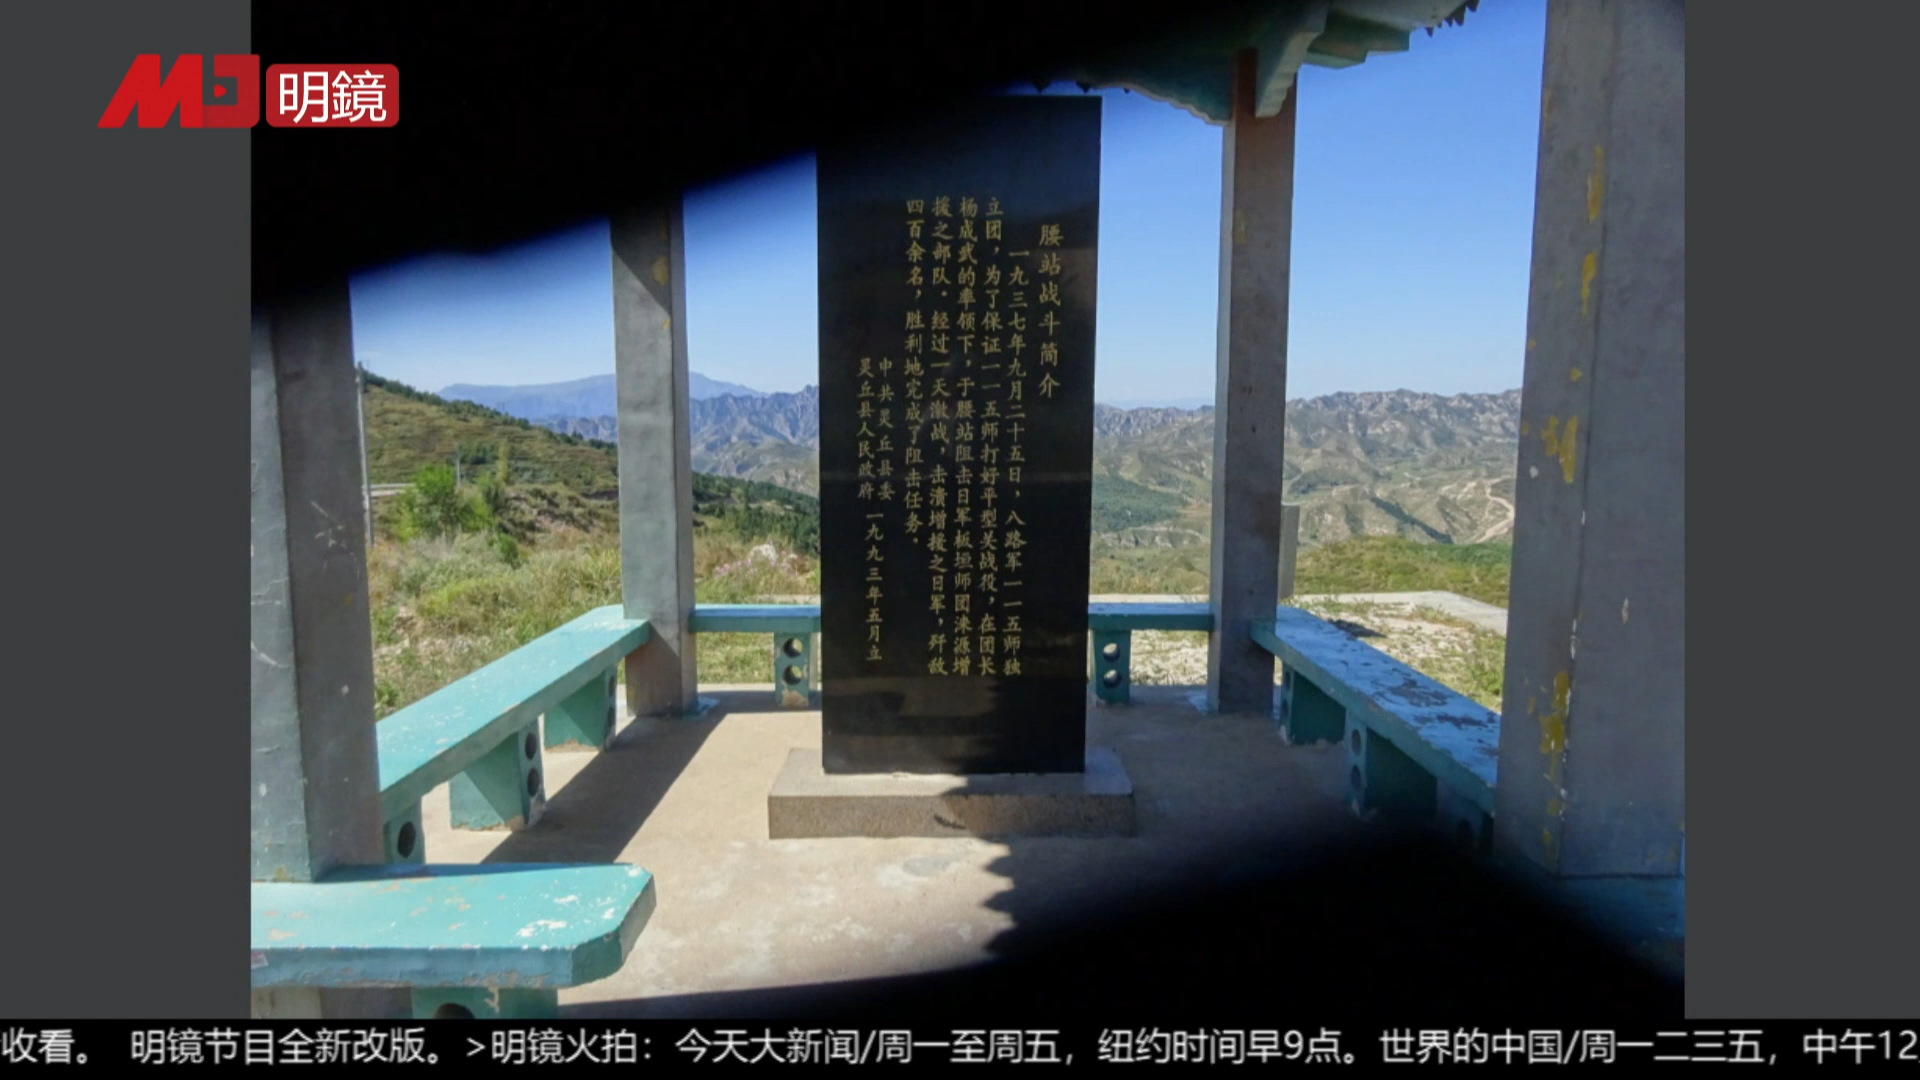 明鏡
腰站战斗简介
一九三七年九月二十五日，八路军一一五师独
立团，为了保证一一五师打好平型关战役，在团长
杨成武的率领下，于腰站阻击日军板垣师团涞源增
援之部队。经过一天激战，击溃增援之日军，歼敌
四百余名，胜利地完成了阻击任务。
中共灵丘县委
灵丘县人民政府
一九九三年五月立
收看。 明镜节目全新改版。>明镜火拍：今天大新闻/周一至周五，纽约时间早9点。世界的中国/周一二三五，中午12